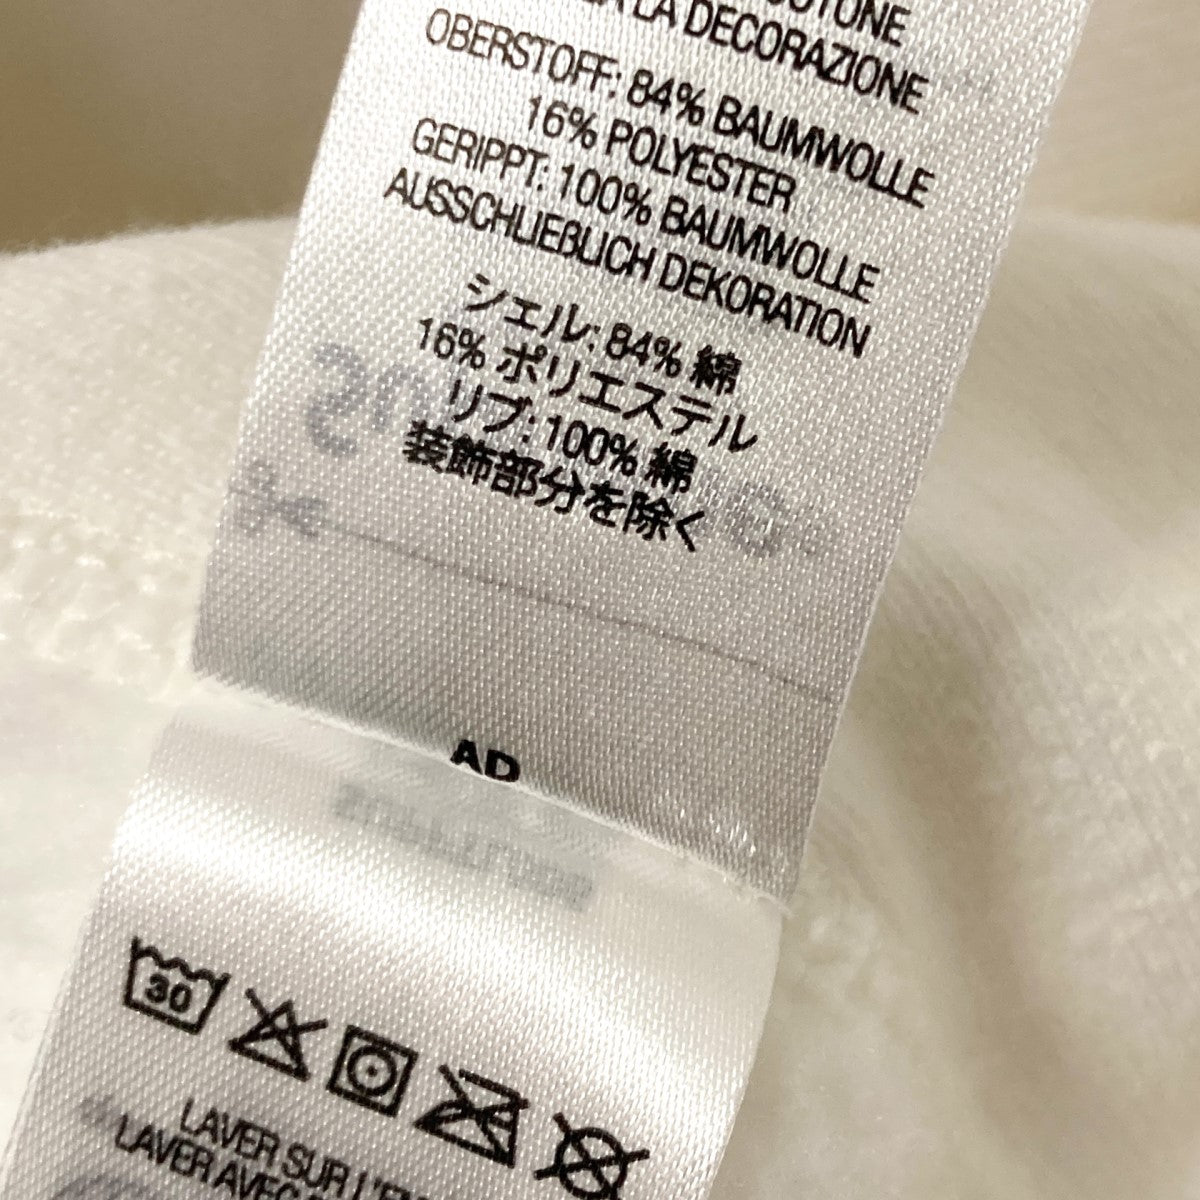 LA DECORAZIONE
OBERSTOFF: 84% BAUMWOLLE
16% POLYESTER
GERIPPT: 100% BAUMWOLLE
AUSSCHLIEßLICH DEKORATION
シェル: 84% 綿
16% ポリエステル
リブ: 100% 綿
装飾部分を除く
AD
30
LAVER SUR L'EN
LAVER AVEC